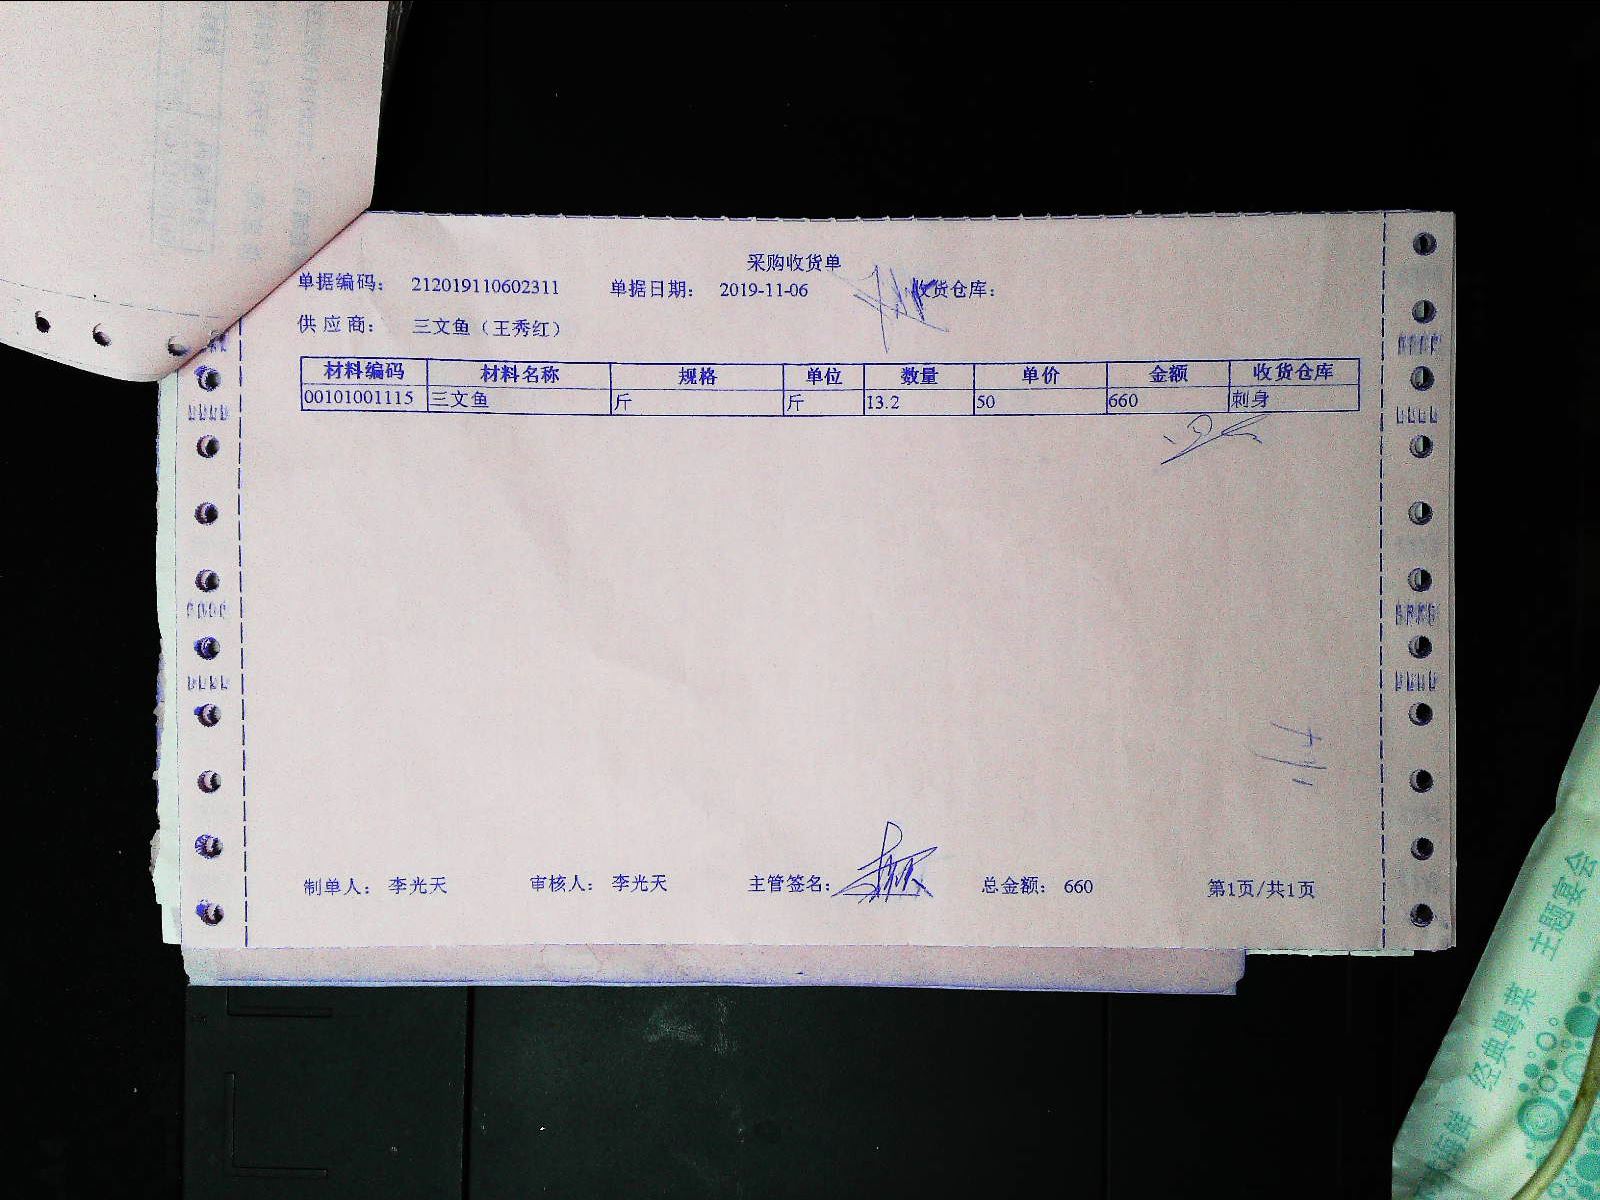 采购收货单
单据编码： 212019110602311 单据日期： 2019-11-06 收货仓库：
供应商： 三文鱼（王秀红）
材料编码 材料名称 规格 单位 数量 单价 金额 收货仓库
00101001115 三文鱼 斤 斤 13.2 50 660 刺身
制单人： 李光天 审核人： 李光天 主管签名： 总金额： 660 第1页/共1页
经典粤菜 主题宴会